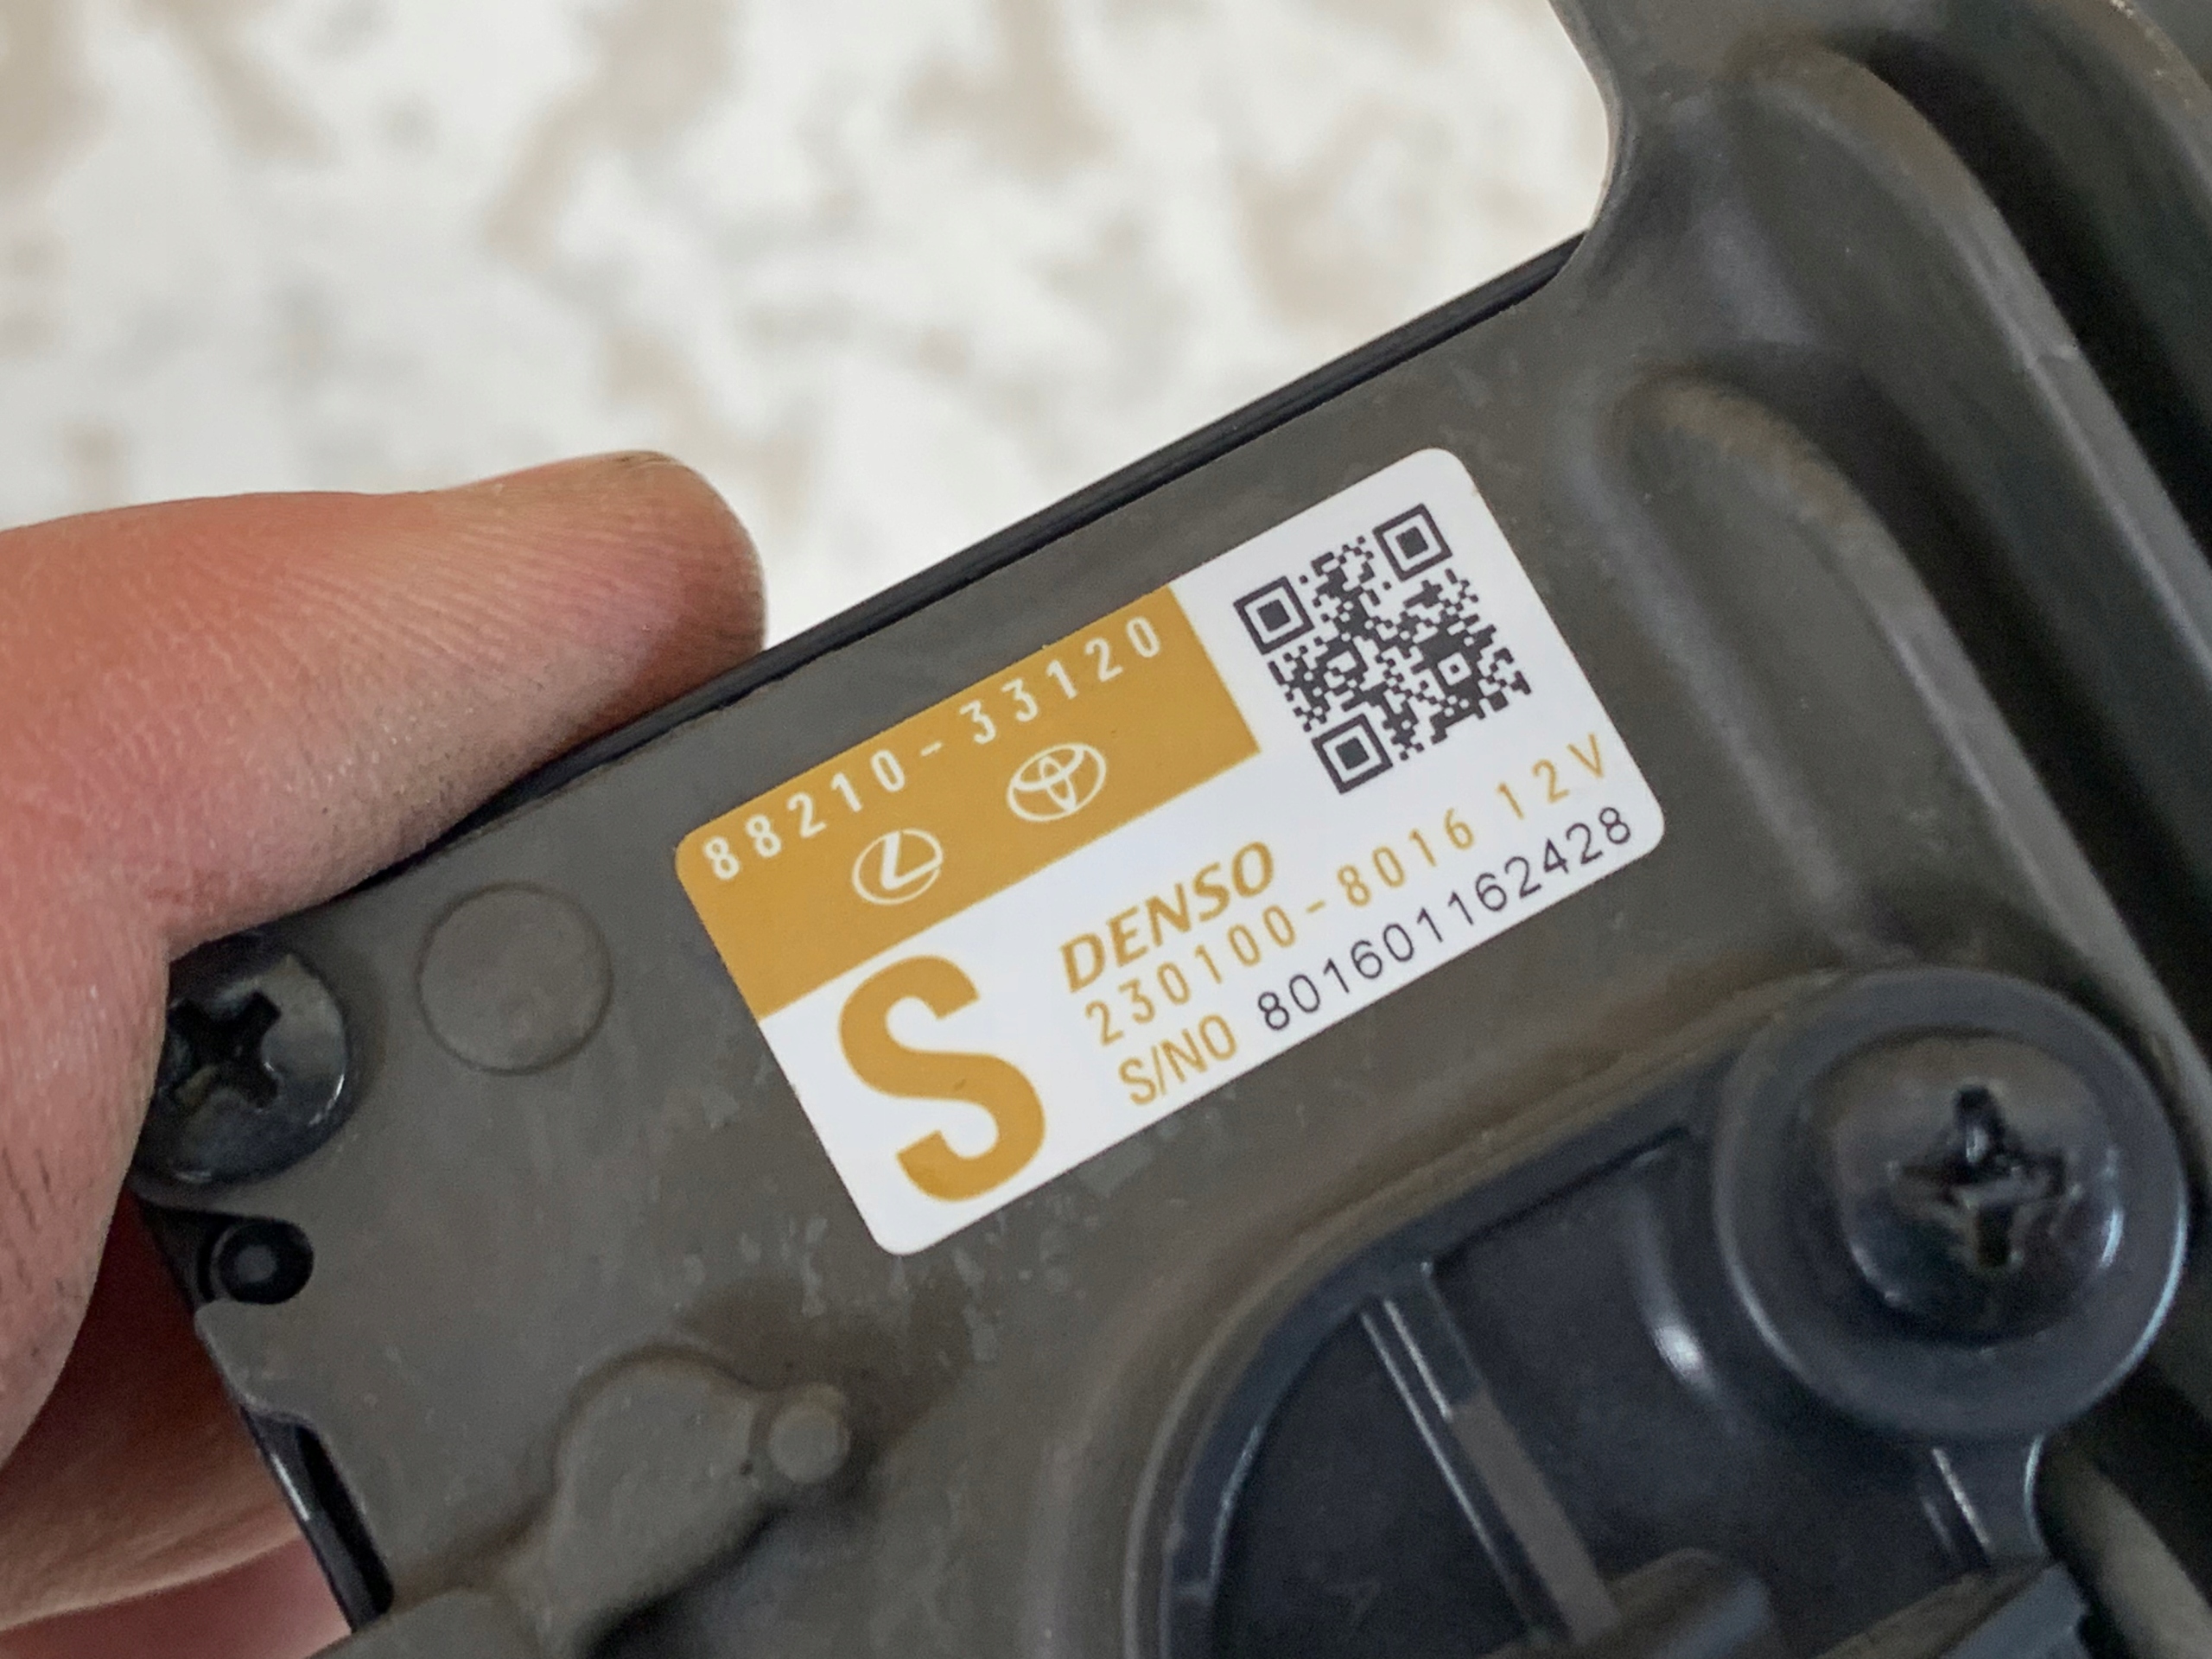 88210-33120
DENSO
S
230100-8016 12V
S/NO 801601162428